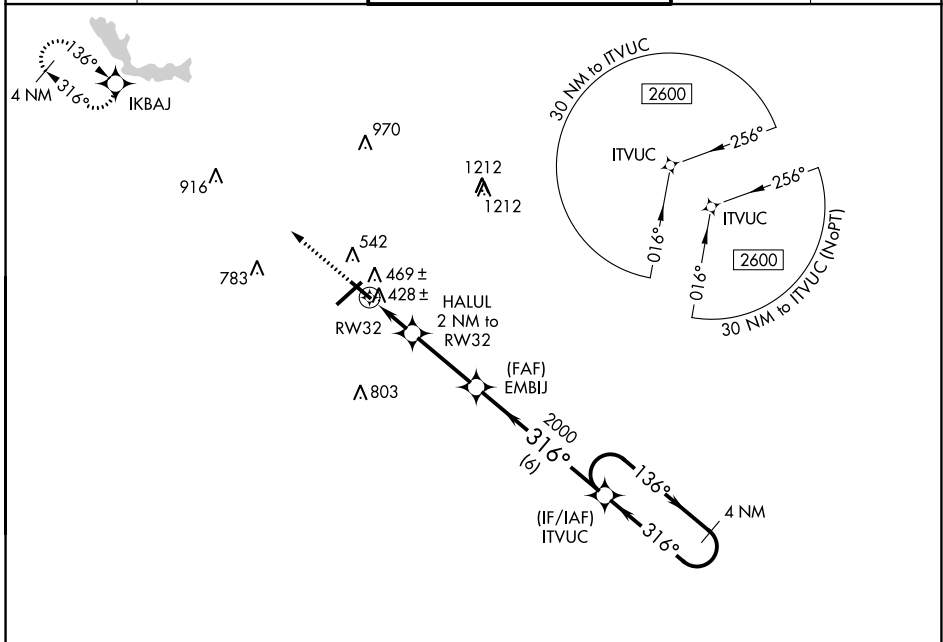 136°
316°
4 NM
IKBAJ
30 NM to ITVUC
2600
ITVUC
256°
016°
256°
ITVUC
2600
016°
30 NM to ITVUC (NoPT)
970
916
1212
1212
542
783
469 ±
428 ±
RW32
HALUL
2 NM to
RW32
(FAF)
EMBIJ
803
2000
316°
(6)
136°
4 NM
316°
(IF/IAF)
ITVUC